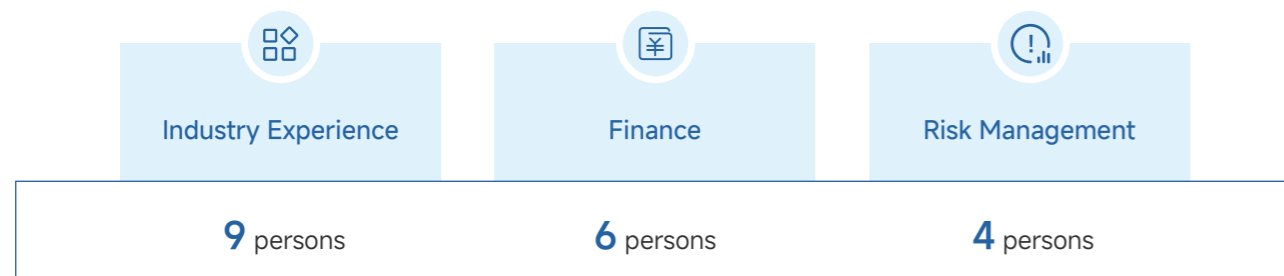 Industry Experience
Finance
Risk Management
9 persons
6 persons
4 persons